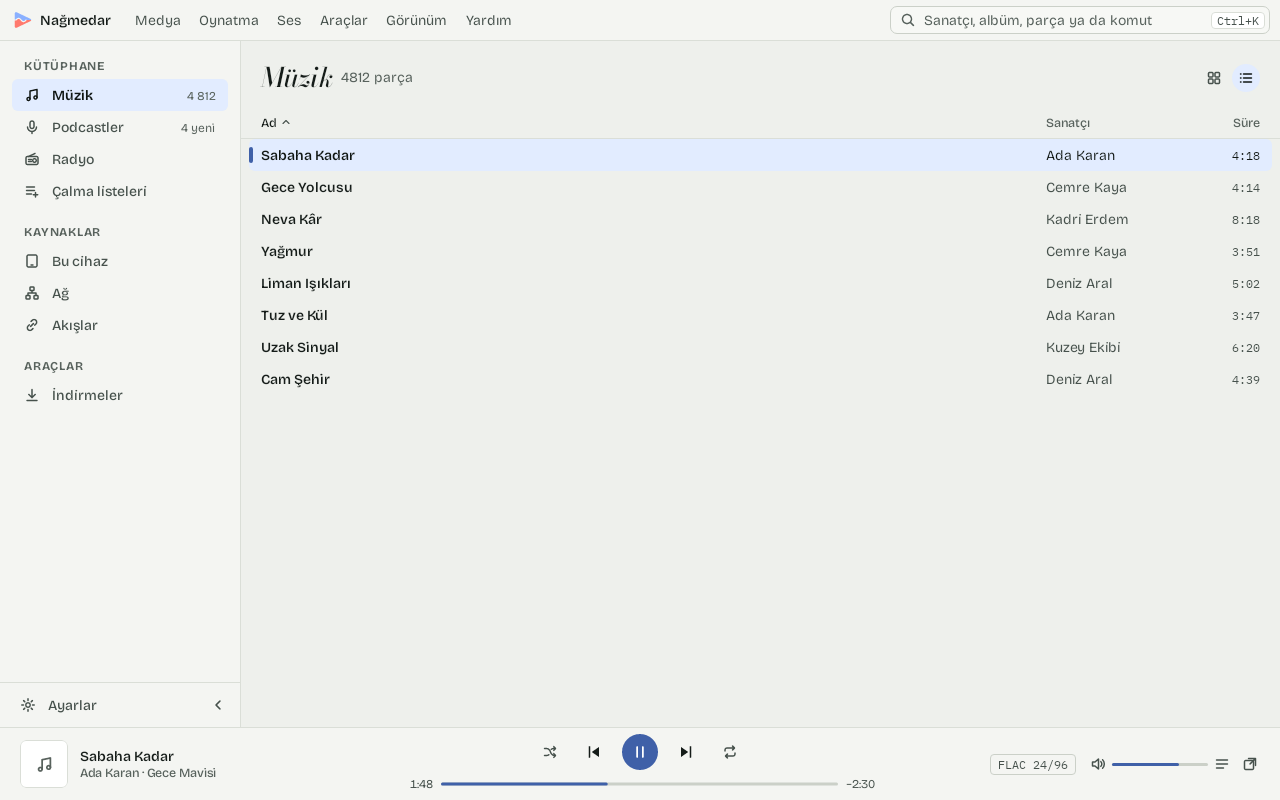 Nağmedar Medya Oynatma Ses Araçlar Görünüm Yardım Sanatçı, albüm, parça ya da komut Ctrl+K
KÜTÜPHANE
Müzik 4 812
Podcastler 4 yeni
Radyo
Çalma listeleri
KAYNAKLAR
Bu cihaz
Ağ
Akışlar
ARAÇLAR
İndirmeler
Ayarlar
Müzik 4812 parça
Ad Sanatçı Süre
Sabaha Kadar Ada Karan 4:18
Gece Yolcusu Cemre Kaya 4:14
Neva Kâr Kadri Erdem 8:18
Yağmur Cemre Kaya 3:51
Liman Işıkları Deniz Aral 5:02
Tuz ve Kül Ada Karan 3:47
Uzak Sinyal Kuzey Ekibi 6:20
Cam Şehir Deniz Aral 4:39
Sabaha Kadar
Ada Karan · Gece Mavisi
1:48 −2:30
FLAC 24/96